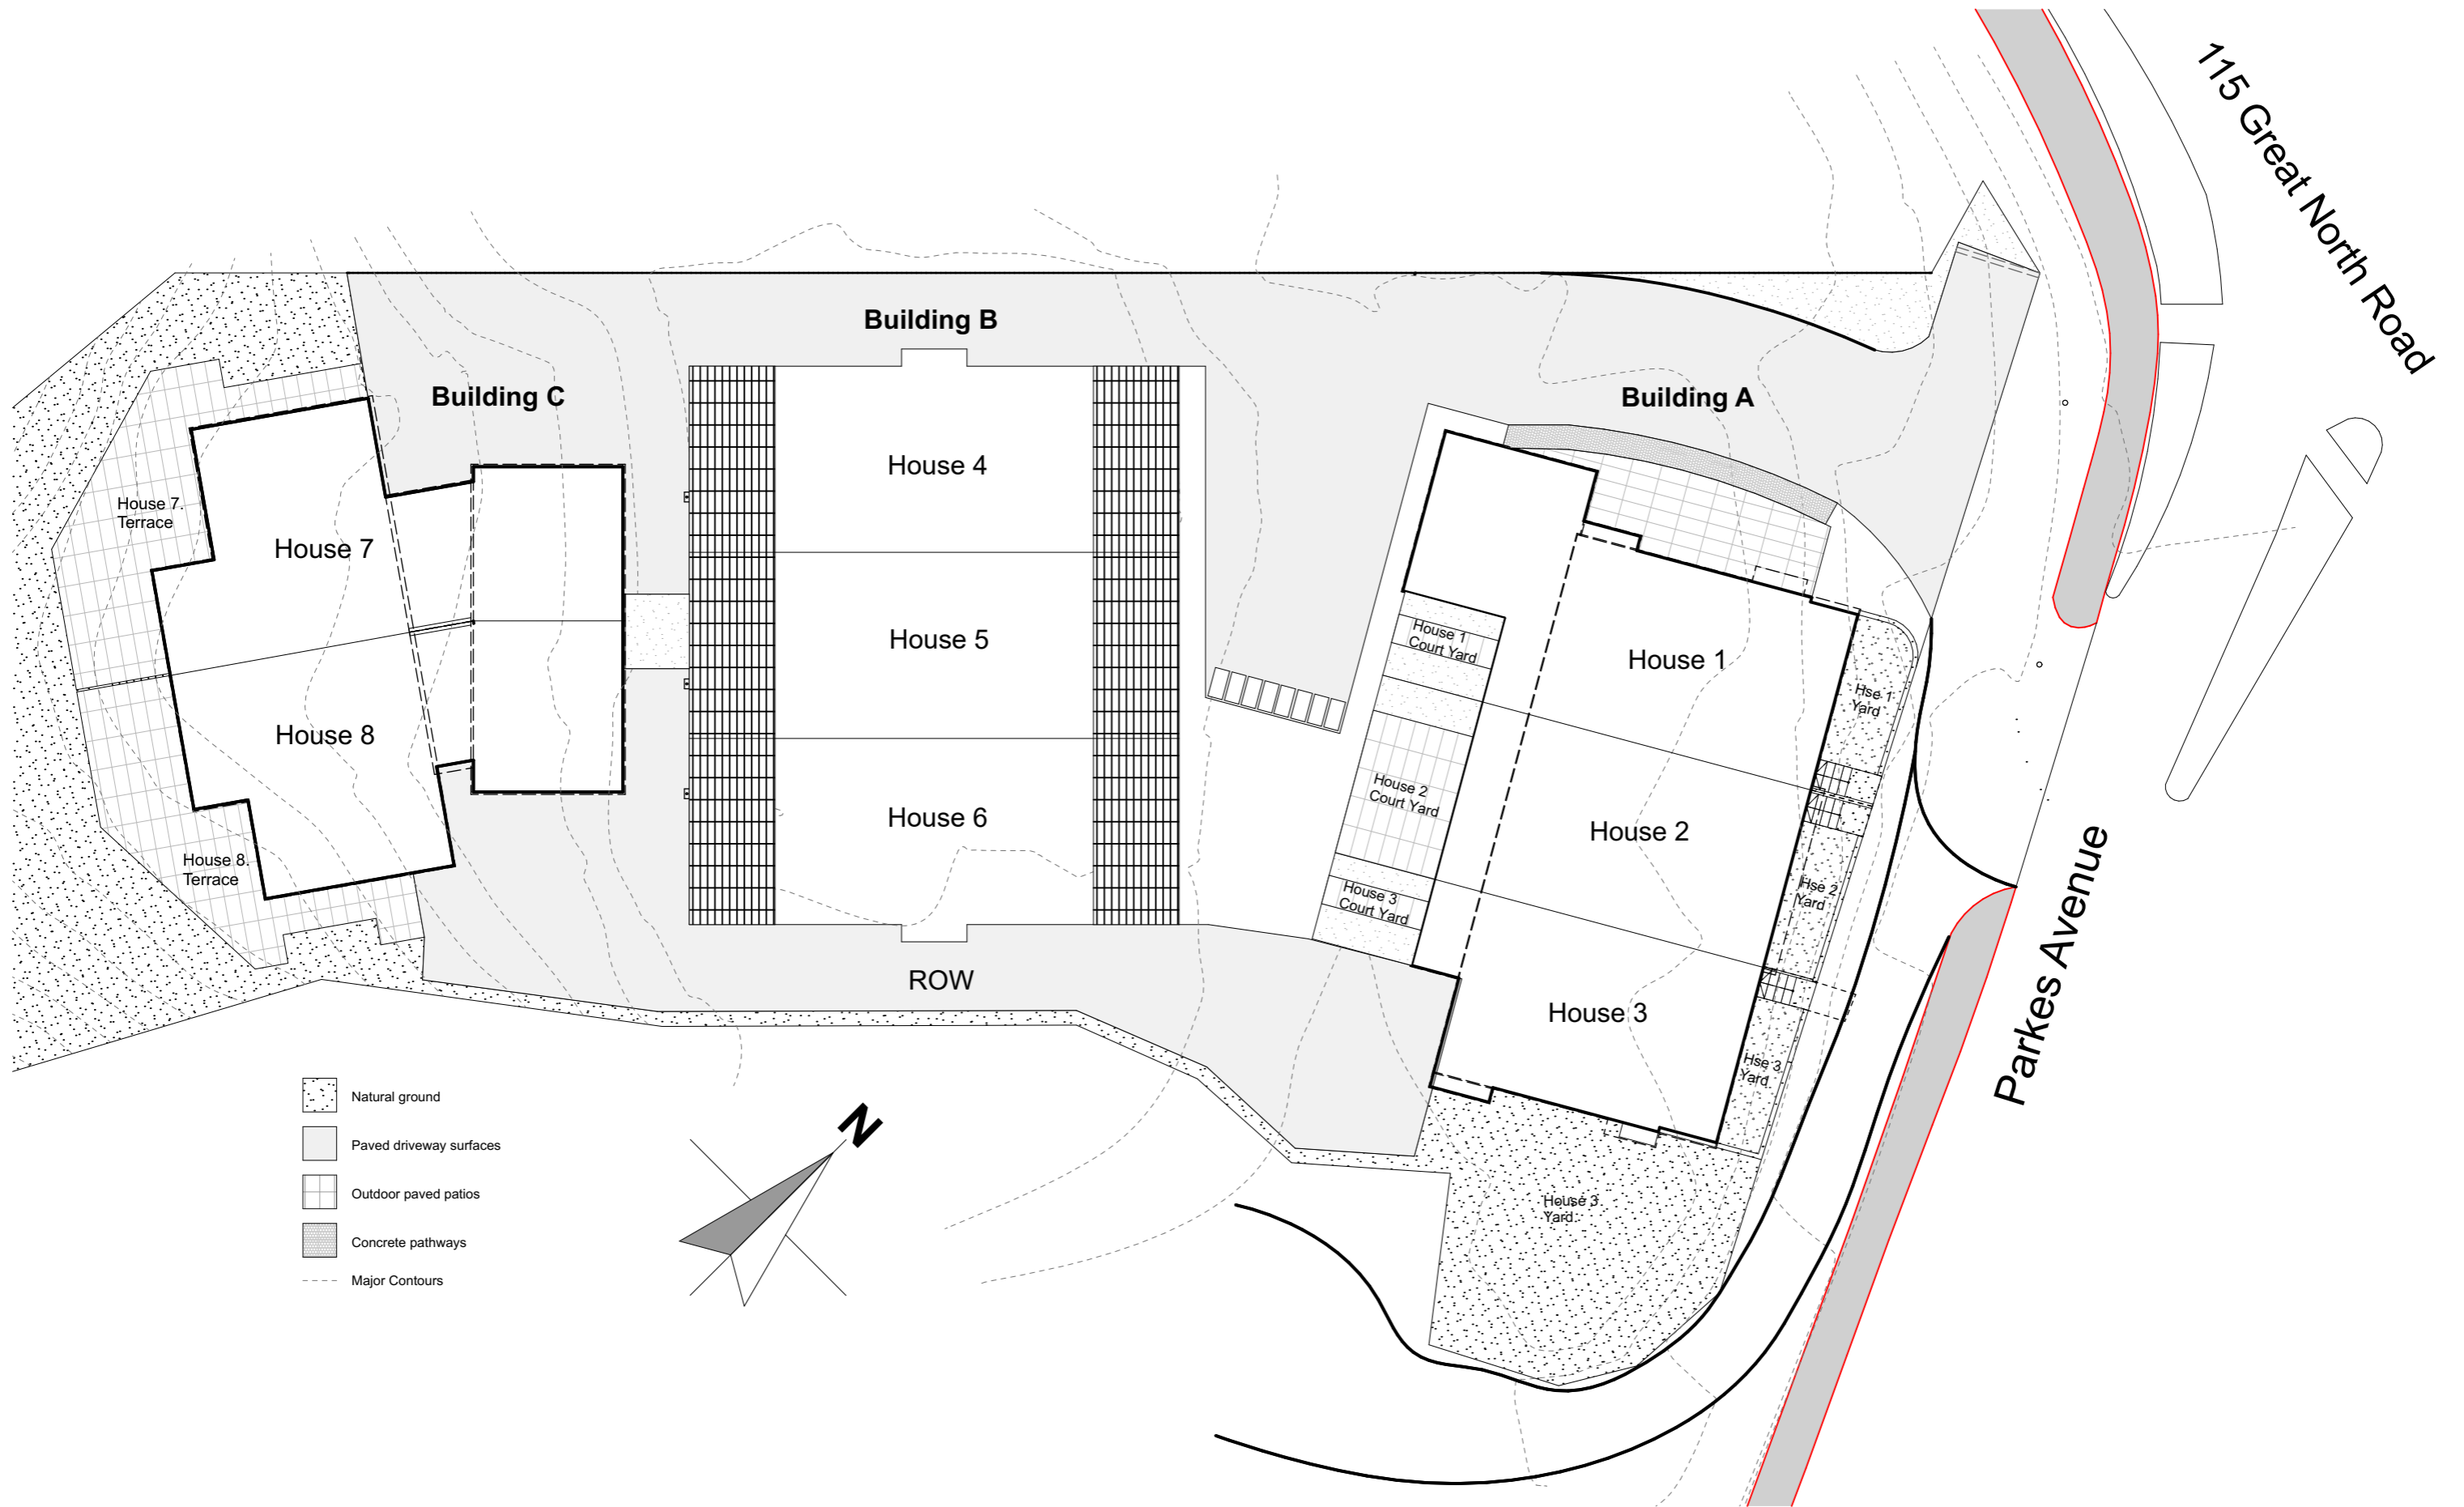 115 Great North Road
Building B
Building C
Building A
House 4
House 7.
Terrace
House 7
House 5
House 1
Court Yard
House 1
Hse 1
Yard
House 8
House 2
Court Yard
House 6
House 2
House 8.
Terrace
House 3
Court Yard
Hse 2
Yard
Parkes Avenue
ROW
House 3
Hse 3
Yard
Natural ground
Paved driveway surfaces
Outdoor paved patios
Concrete pathways
Major Contours
N
House 3
Yard